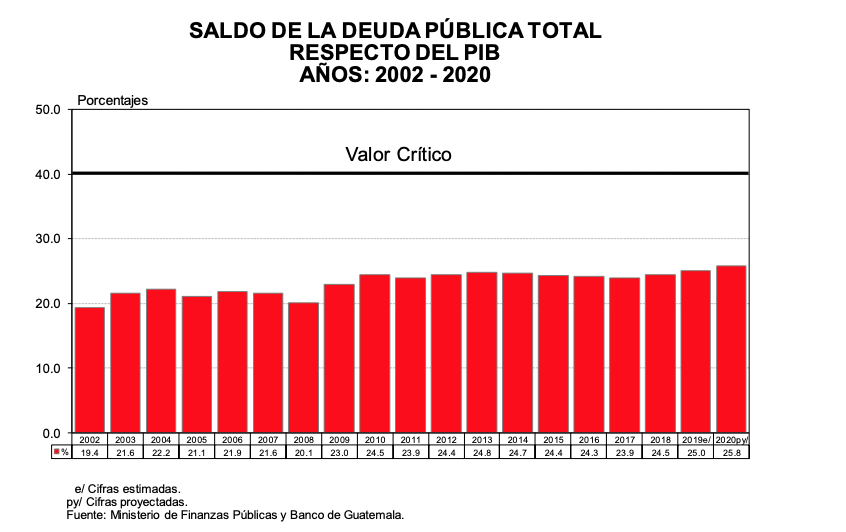 SALDO DE LA DEUDA PÚBLICA TOTAL
RESPECTO DEL PIB
AÑOS: 2002 - 2020
Porcentajes
50.0
Valor Crítico
40.0
30.0
20.0
10.0
0.0
2002 2003 2004 2005 2006 2007 2008 2009 2010 2011 2012 2013 2014 2015 2016 2017 2018 2019e/ 2020py/
% 19.4 21.6 22.2 21.1 21.9 21.6 20.1 23.0 24.5 23.9 24.4 24.8 24.7 24.4 24.3 23.9 24.5 25.0 25.8
e/ Cifras estimadas.
py/ Cifras proyectadas.
Fuente: Ministerio de Finanzas Públicas y Banco de Guatemala.